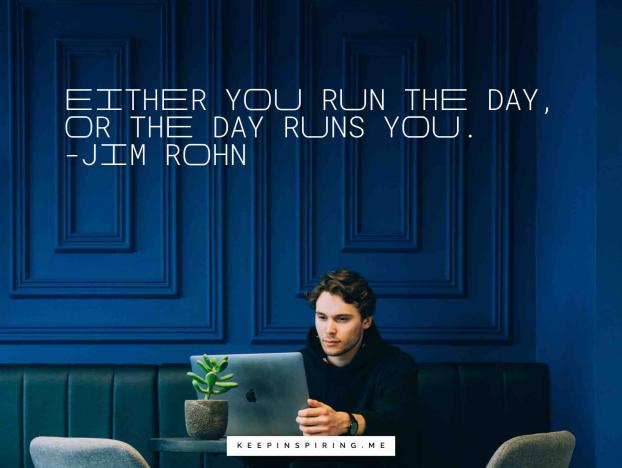 EITHER YOU RUN THE DAY,
OR THE DAY RUNS YOU.
-JIM ROHN
KEEPINSPIRING.ME